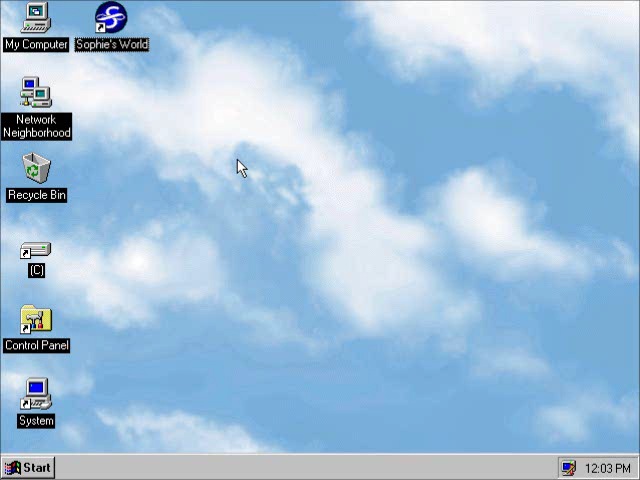 My Computer
Sophie's World
Network
Neighborhood
Recycle Bin
(C)
Control Panel
System
Start
12:03 PM